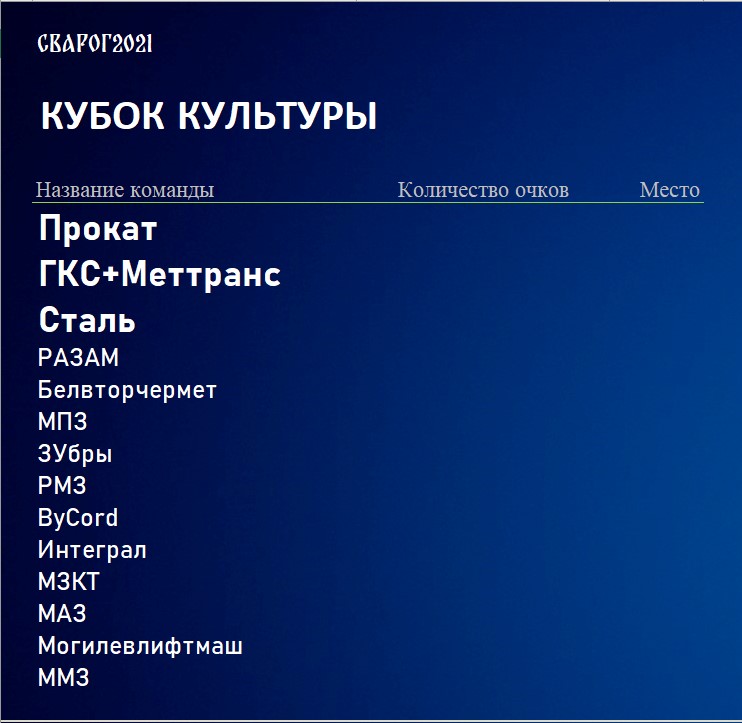 СВАРОГ2021
КУБОК КУЛЬТУРЫ
Название команды Количество очков Место
Прокат
ГКС+Меттранс
Сталь
РАЗАМ
Белвторчермет
МПЗ
ЗУбры
РМЗ
ByCord
Интеграл
МЗКТ
МАЗ
Могилевлифтмаш
ММЗ